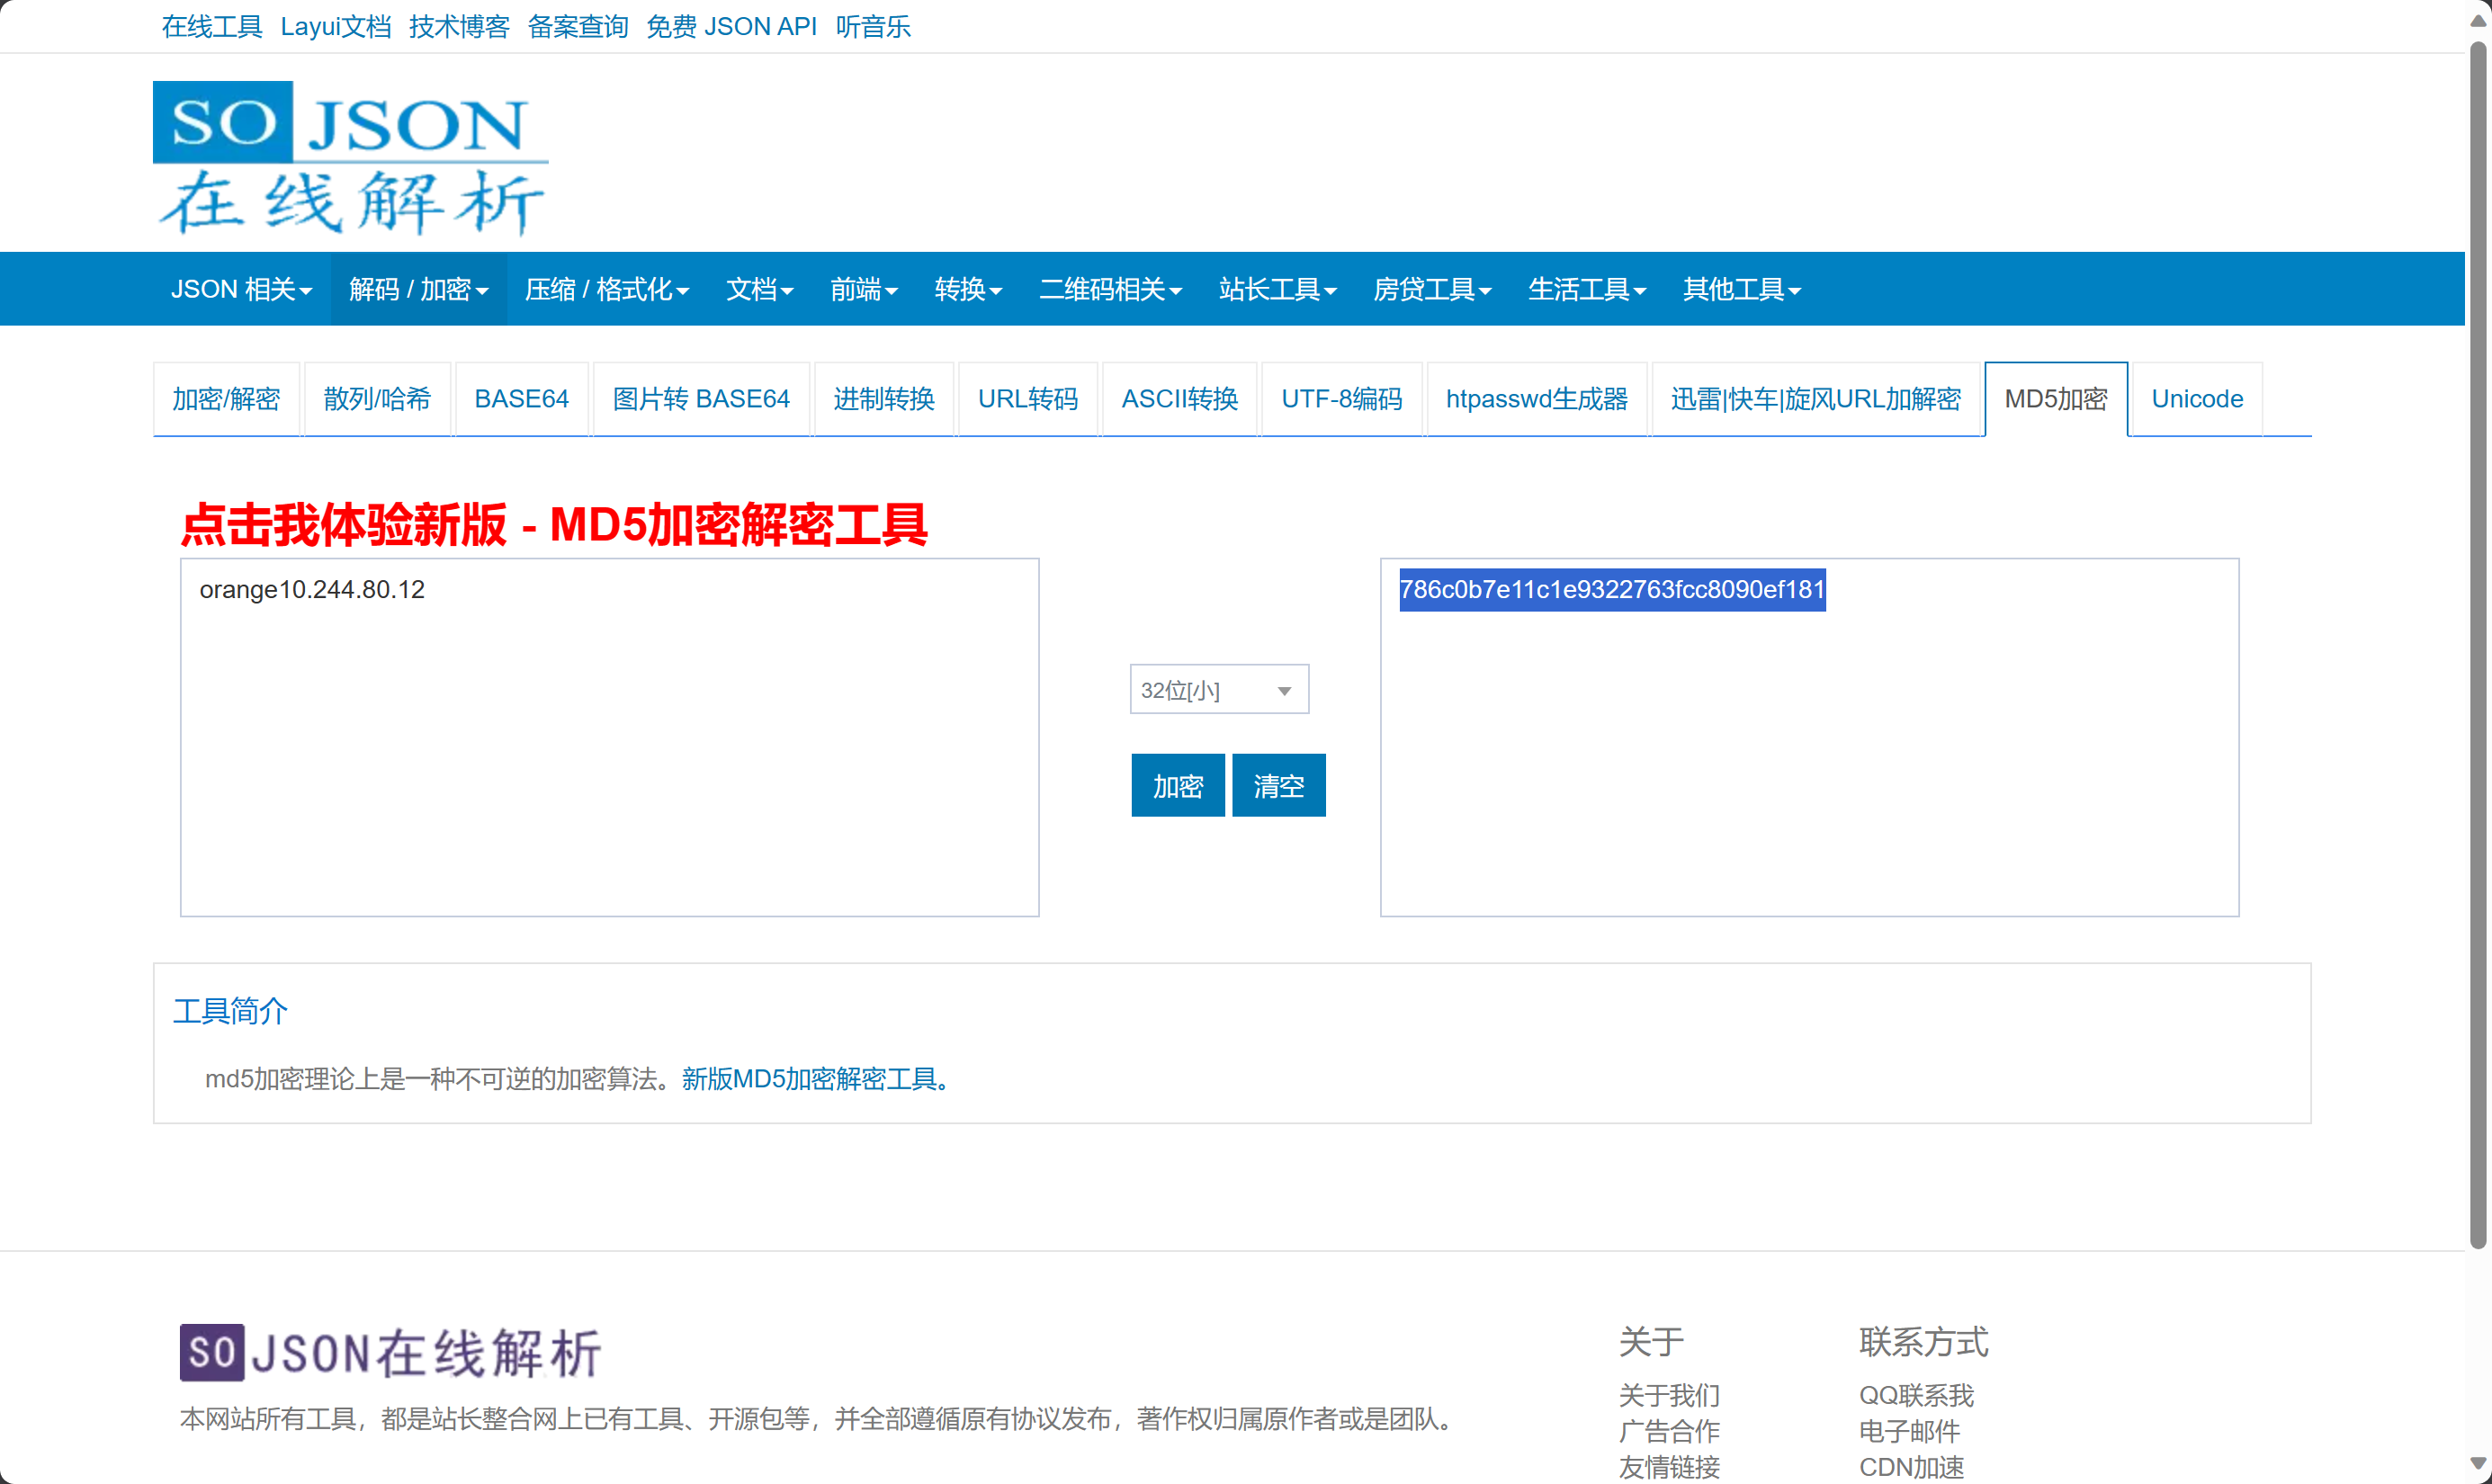 在线工具 Layui文档 技术博客 备案查询 免费 JSON API 听音乐
SO JSON
在线解析
JSON 相关 解码 / 加密 压缩 / 格式化 文档 前端 转换 二维码相关 站长工具 房贷工具 生活工具 其他工具
加密/解密 散列/哈希 BASE64 图片转 BASE64 进制转换 URL转码 ASCII转换 UTF-8编码 htpasswd生成器 迅雷|快车|旋风URL加解密 MD5加密 Unicode
点击我体验新版 - MD5加密解密工具
orange10.244.80.12
786c0b7e11c1e9322763fcc8090ef181
32位[小]
加密 清空
工具简介
md5加密理论上是一种不可逆的加密算法。新版MD5加密解密工具。
SO JSON在线解析
本网站所有工具，都是站长整合网上已有工具、开源包等，并全部遵循原有协议发布，著作权归属原作者或是团队。
关于
关于我们
广告合作
友情链接
联系方式
QQ联系我
电子邮件
CDN加速